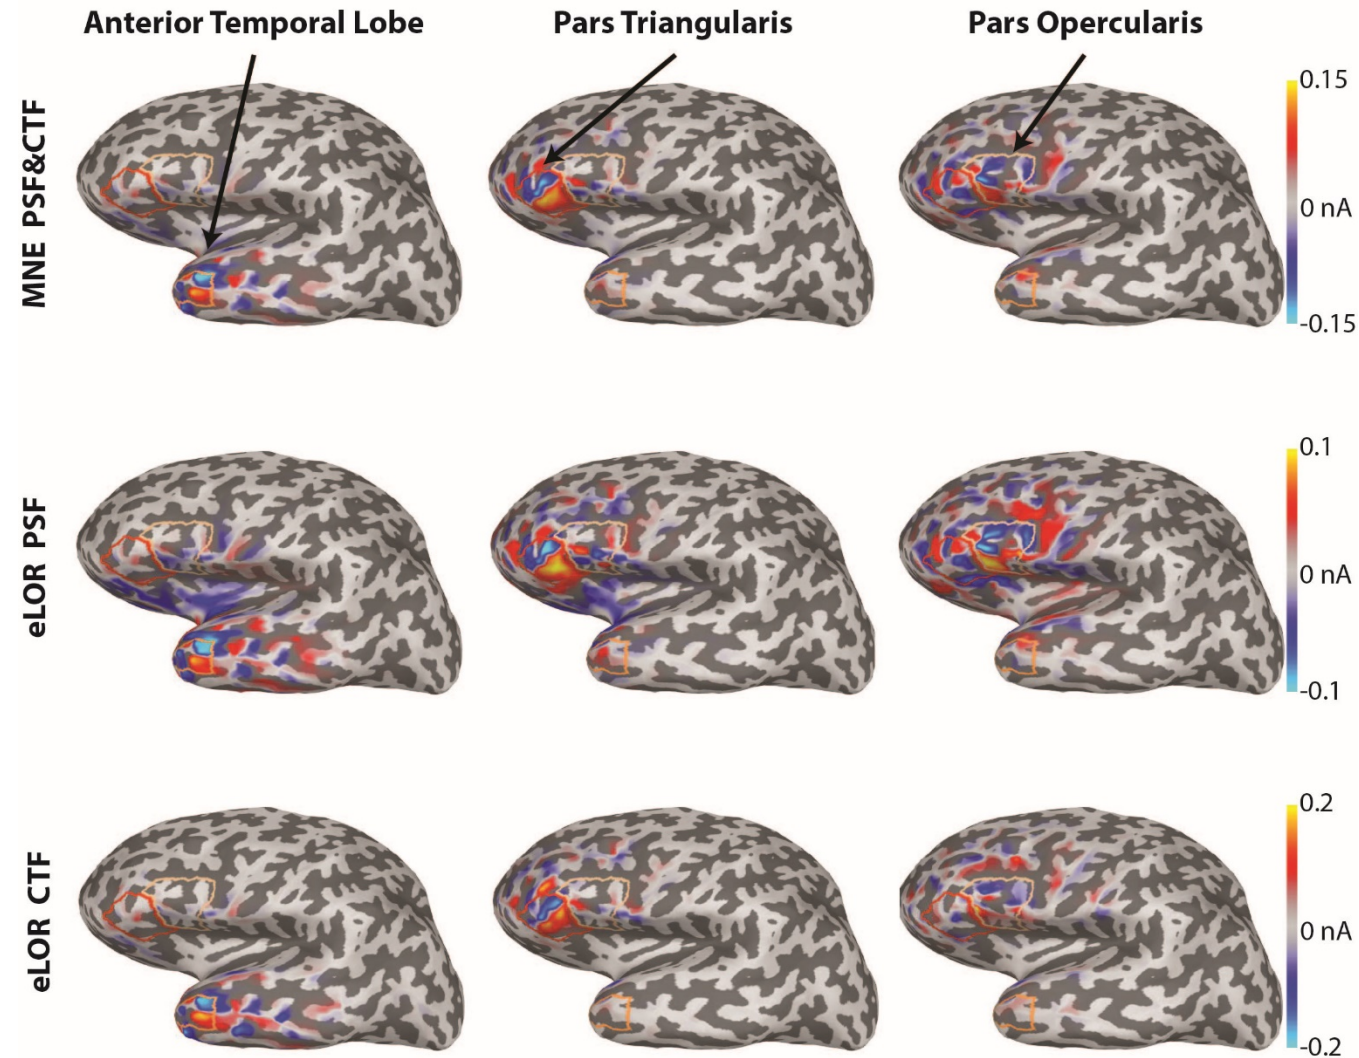 Anterior Temporal Lobe
Pars Triangularis
Pars Opercularis
MNE PSF&CTF
0.15
0 nA
-0.15
eLOR PSF
0.1
0 nA
-0.1
eLOR CTF
0.2
0 nA
-0.2